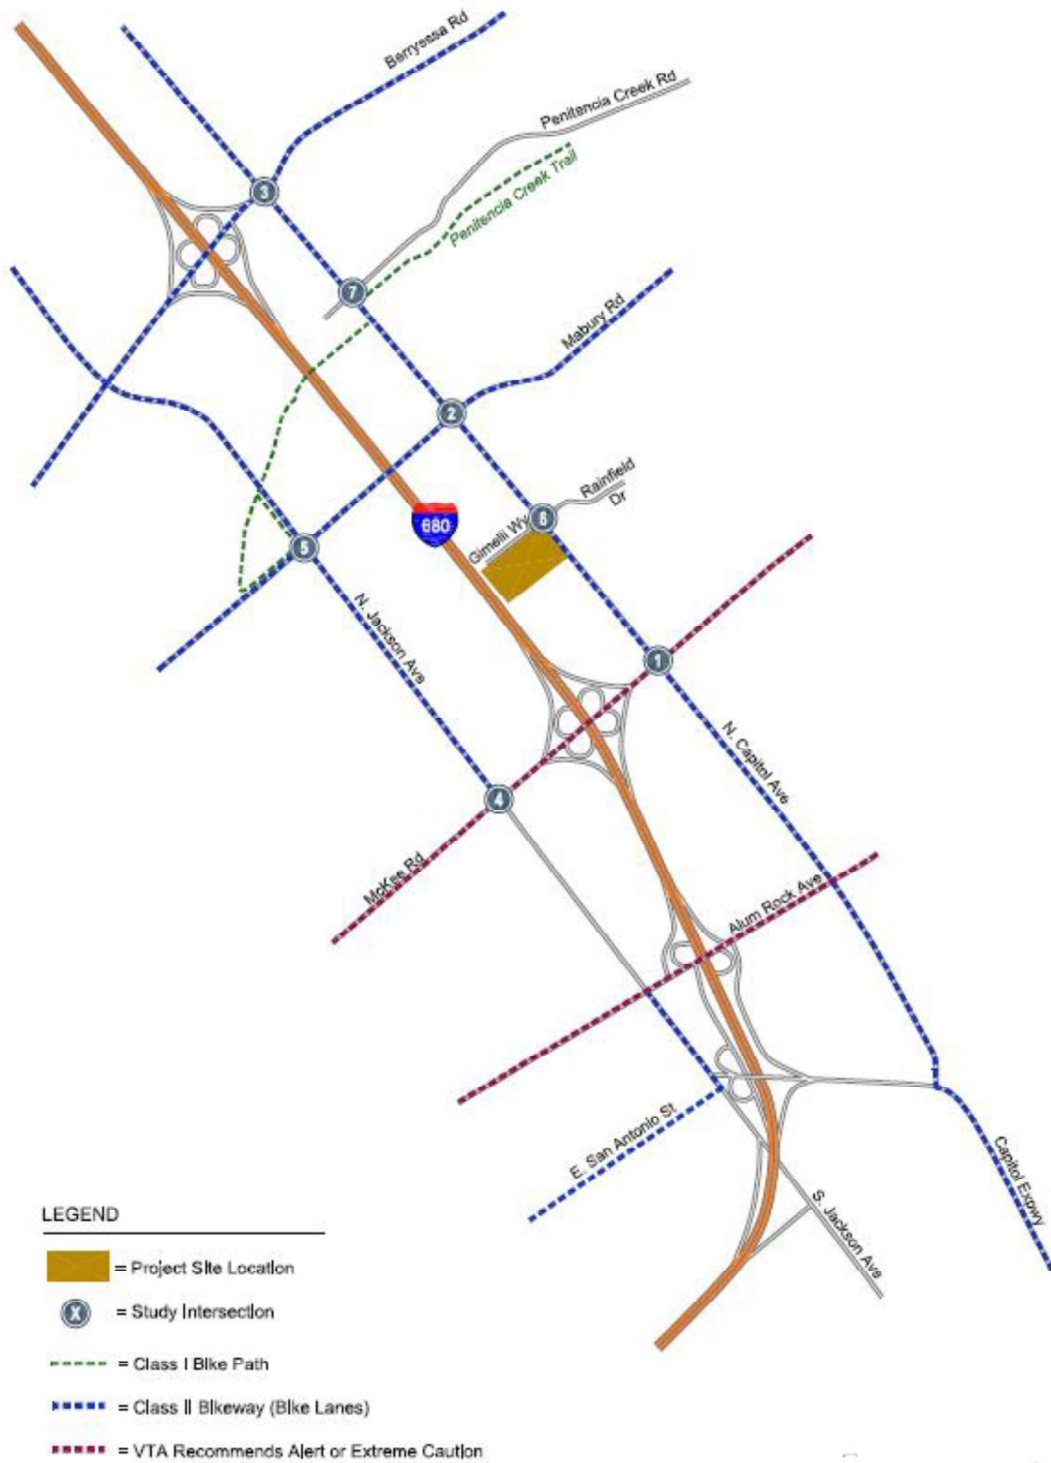 Berryessa Rd
Penitencia Creek Rd
Penitencia Creek Trail
3
7
Mabury Rd
2
Rainfield
Dr
6
Gimelli Wy
680
5
N. Jackson Ave
1
N. Capitol Ave
4
McKee Rd
Alum Rock Ave
E. San Antonio St
Capitol Expwy
S. Jackson Ave
LEGEND
= Project Site Location
X = Study Intersection
= Class I Bike Path
= Class II Bikeway (Bike Lanes)
= VTA Recommends Alert or Extreme Caution